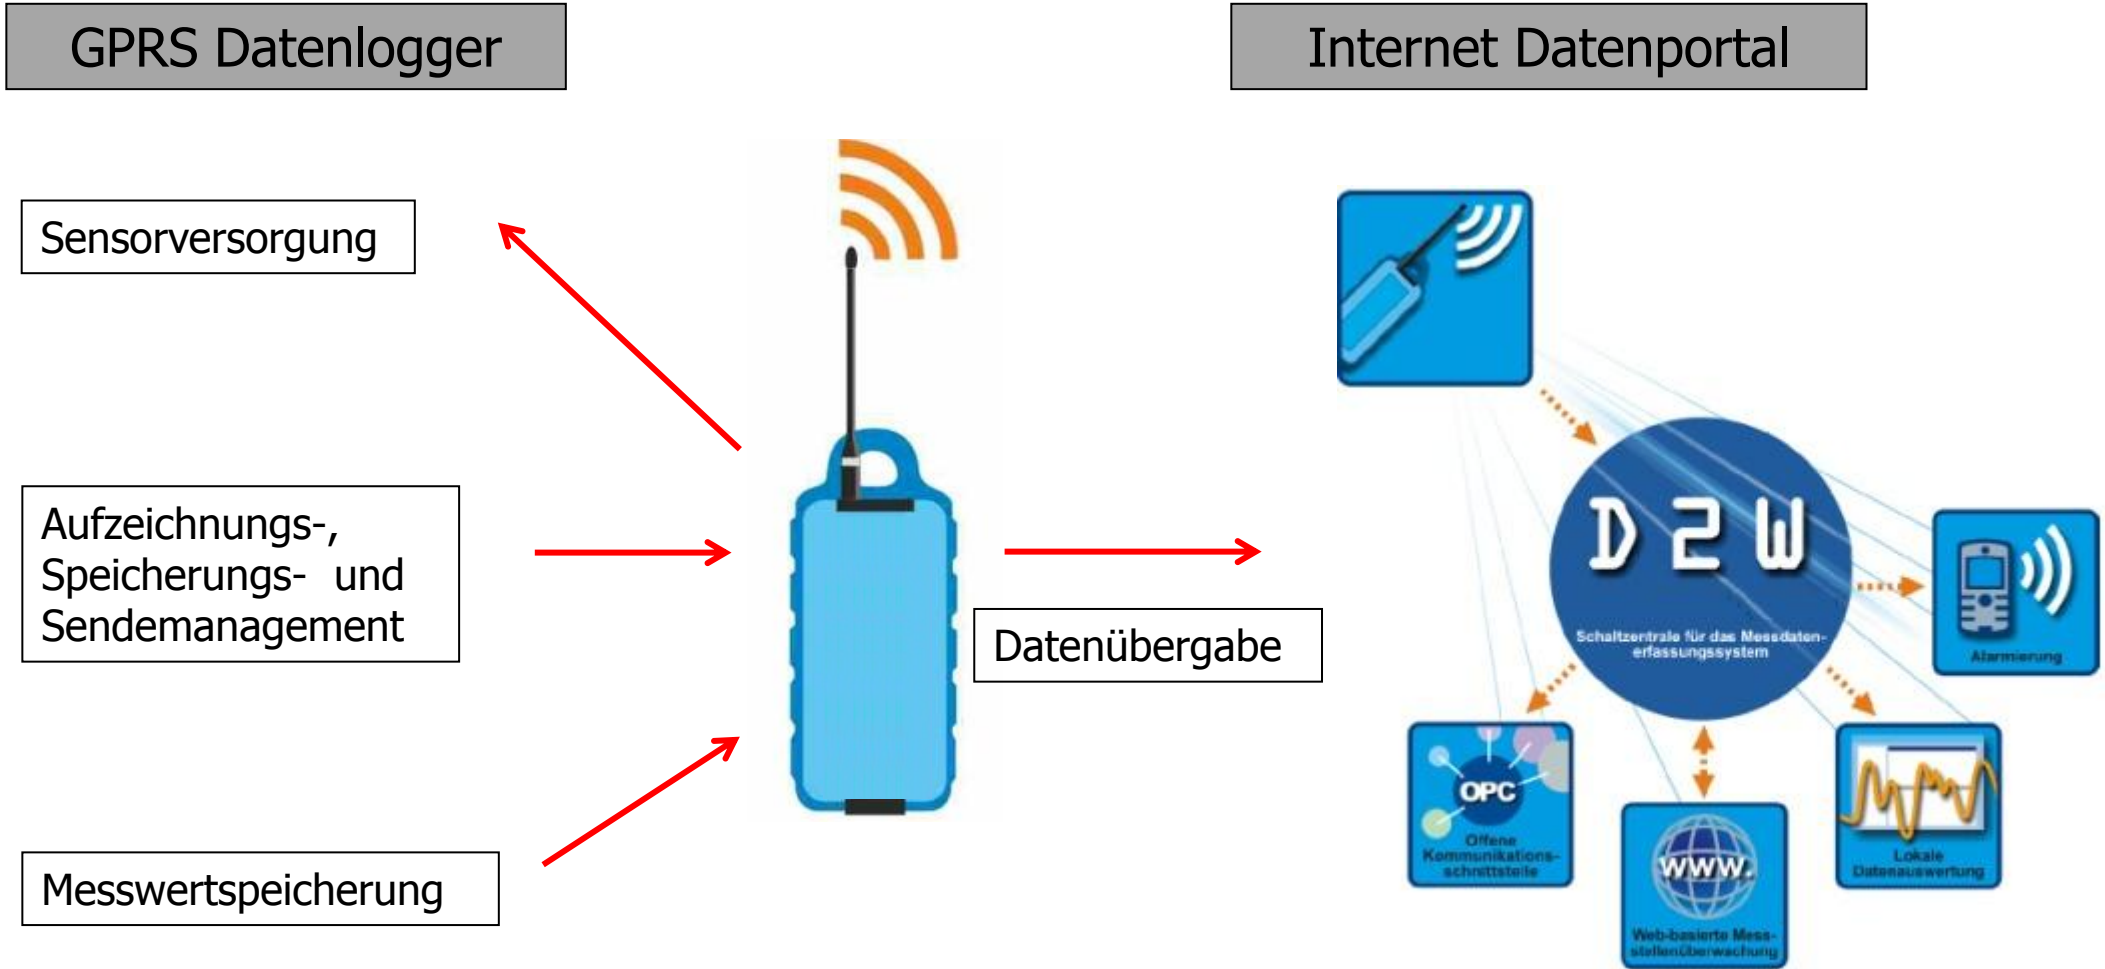 GPRS Datenlogger
Internet Datenportal
Sensorversorgung
Aufzeichnungs-,
Speicherungs- und
Sendemanagement
Datenübergabe
Messwertspeicherung
D2W
Schaltzentrale für das Messdaten-
erfassungssystem
Alarmierung
OPC
Offene
Kommunikations-
schnittstelle
www.
Web-basierte Mess-
stellenüberwachung
Lokale
Datenauswertung